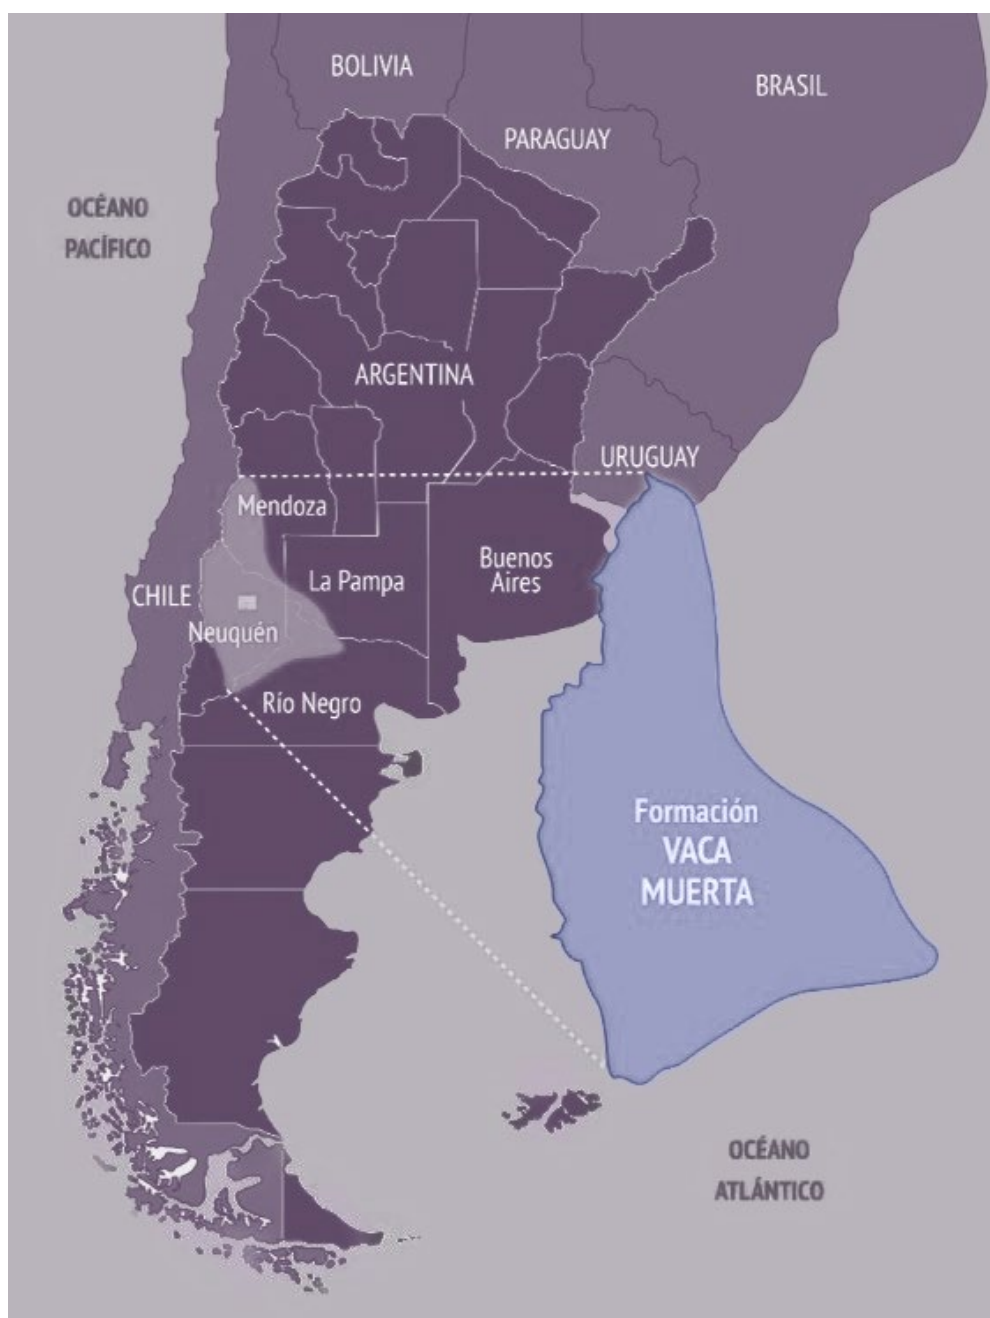 BOLIVIA
BRASIL
PARAGUAY
OCÉANO
PACÍFICO
ARGENTINA
URUGUAY
Mendoza
Buenos
Aires
La Pampa
CHILE
Neuquén
Río Negro
Formación
VACA
MUERTA
OCÉANO
ATLÁNTICO